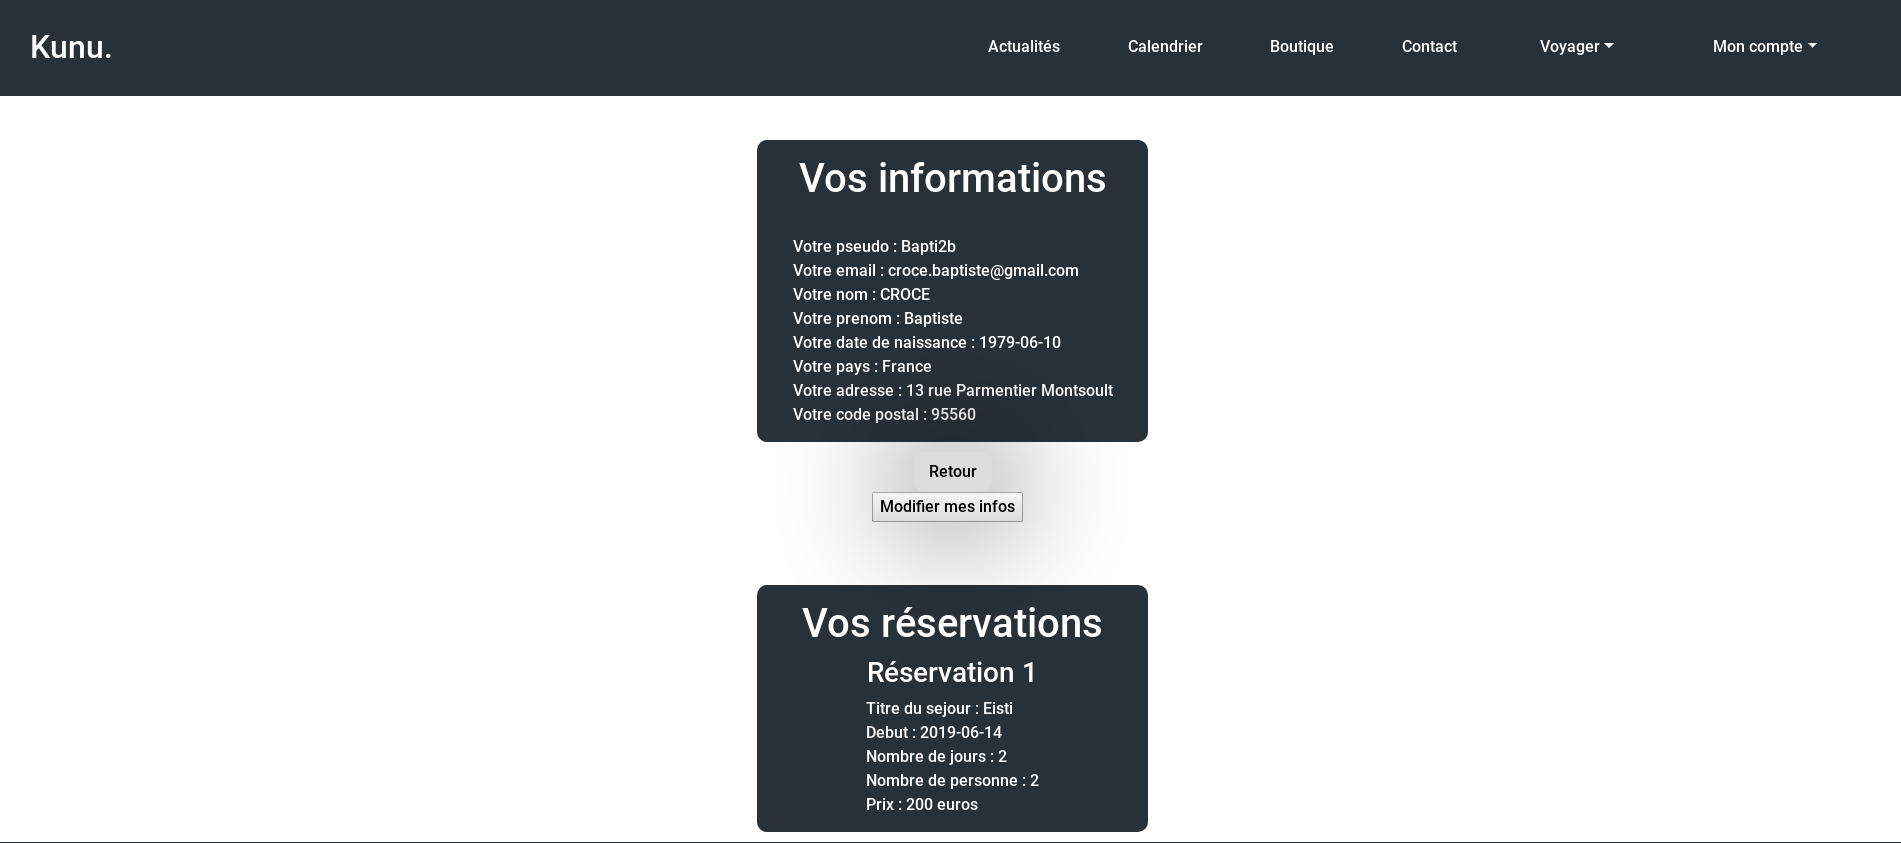 Kunu.
Actualités
Calendrier
Boutique
Contact
Voyager
Mon compte
Vos informations
Votre pseudo : Bapti2b
Votre email : croce.baptiste@gmail.com
Votre nom : CROCE
Votre prenom : Baptiste
Votre date de naissance : 1979-06-10
Votre pays : France
Votre adresse : 13 rue Parmentier Montsoult
Votre code postal : 95560
Retour
Modifier mes infos
Vos réservations
Réservation 1
Titre du sejour : Eisti
Debut : 2019-06-14
Nombre de jours : 2
Nombre de personne : 2
Prix : 200 euros